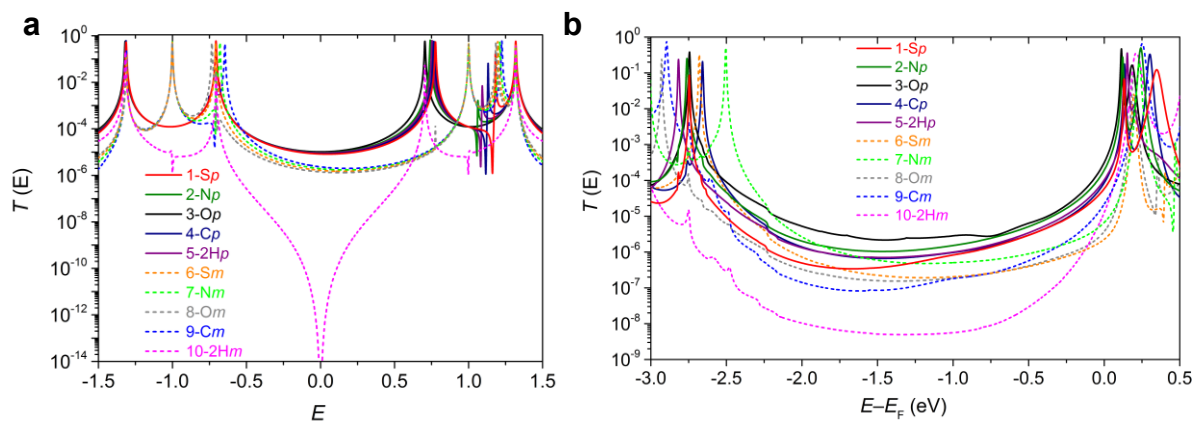 a
T (E)
10⁰
10⁻²
10⁻⁴
10⁻⁶
10⁻⁸
10⁻¹⁰
10⁻¹²
10⁻¹⁴
1-Sp
2-Np
3-Op
4-Cp
5-2Hp
6-Sm
7-Nm
8-Om
9-Cm
10-2Hm
-1.5 -1.0 -0.5 0.0 0.5 1.0 1.5
E
b
T (E)
10⁰
10⁻¹
10⁻²
10⁻³
10⁻⁴
10⁻⁵
10⁻⁶
10⁻⁷
10⁻⁸
10⁻⁹
1-Sp
2-Np
3-Op
4-Cp
5-2Hp
6-Sm
7-Nm
8-Om
9-Cm
10-2Hm
-3.0 -2.5 -2.0 -1.5 -1.0 -0.5 0.0 0.5
E–E_F (eV)